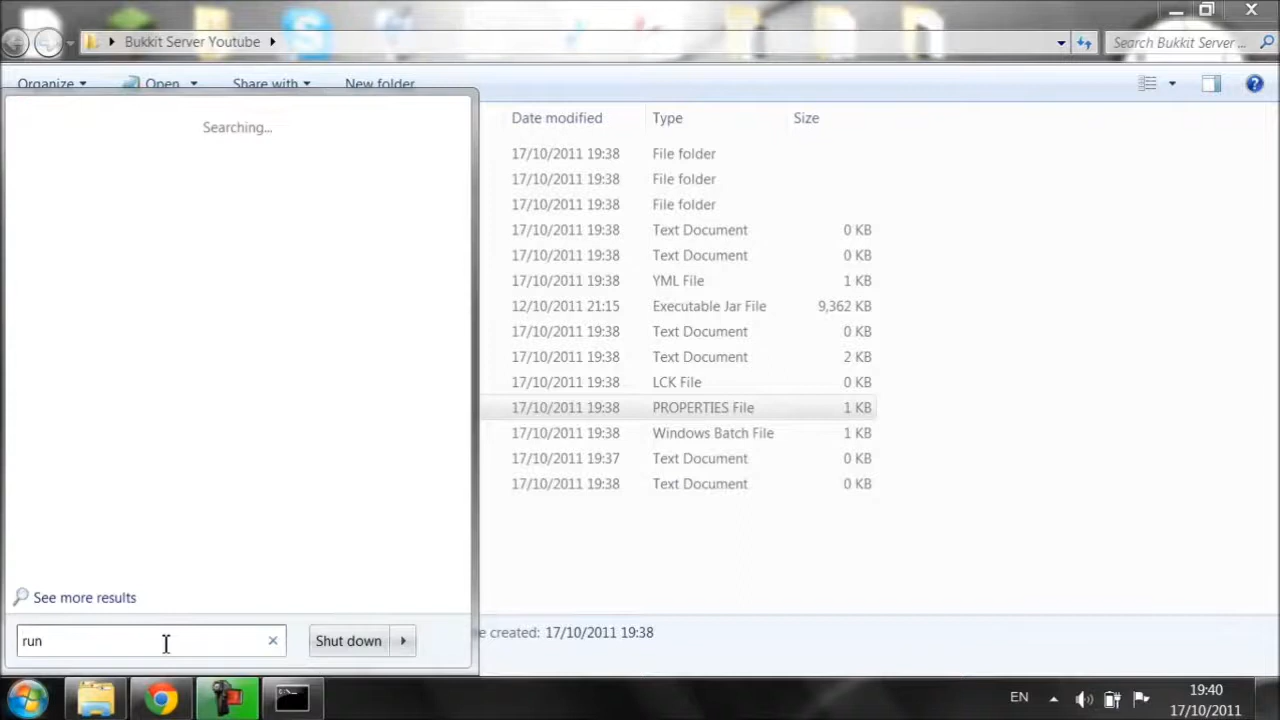 Bukkit Server Youtube
Search Bukkit Server ...
Organize
Open
Share with
New folder
Searching...
Date modified
Type
Size
17/10/2011 19:38
File folder
17/10/2011 19:38
File folder
17/10/2011 19:38
File folder
17/10/2011 19:38
Text Document
0 KB
17/10/2011 19:38
Text Document
0 KB
17/10/2011 19:38
YML File
1 KB
12/10/2011 21:15
Executable Jar File
9,362 KB
17/10/2011 19:38
Text Document
0 KB
17/10/2011 19:38
Text Document
2 KB
17/10/2011 19:38
LCK File
0 KB
17/10/2011 19:38
PROPERTIES File
1 KB
17/10/2011 19:38
Windows Batch File
1 KB
17/10/2011 19:37
Text Document
0 KB
17/10/2011 19:38
Text Document
0 KB
See more results
run
Shut down
created: 17/10/2011 19:38
EN
19:40
17/10/2011